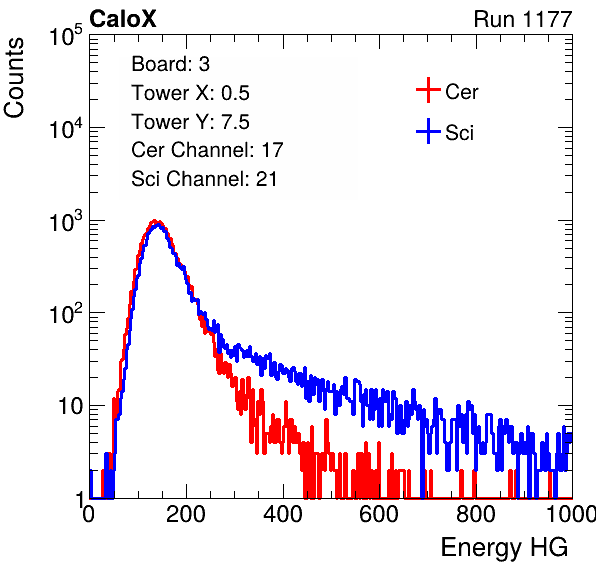 CaloX Run 1177
Counts
10^5
10^4
10^3
10^2
10
1
Board: 3
Tower X: 0.5
Tower Y: 7.5
Cer Channel: 17
Sci Channel: 21
Cer
Sci
0 200 400 600 800 1000
Energy HG